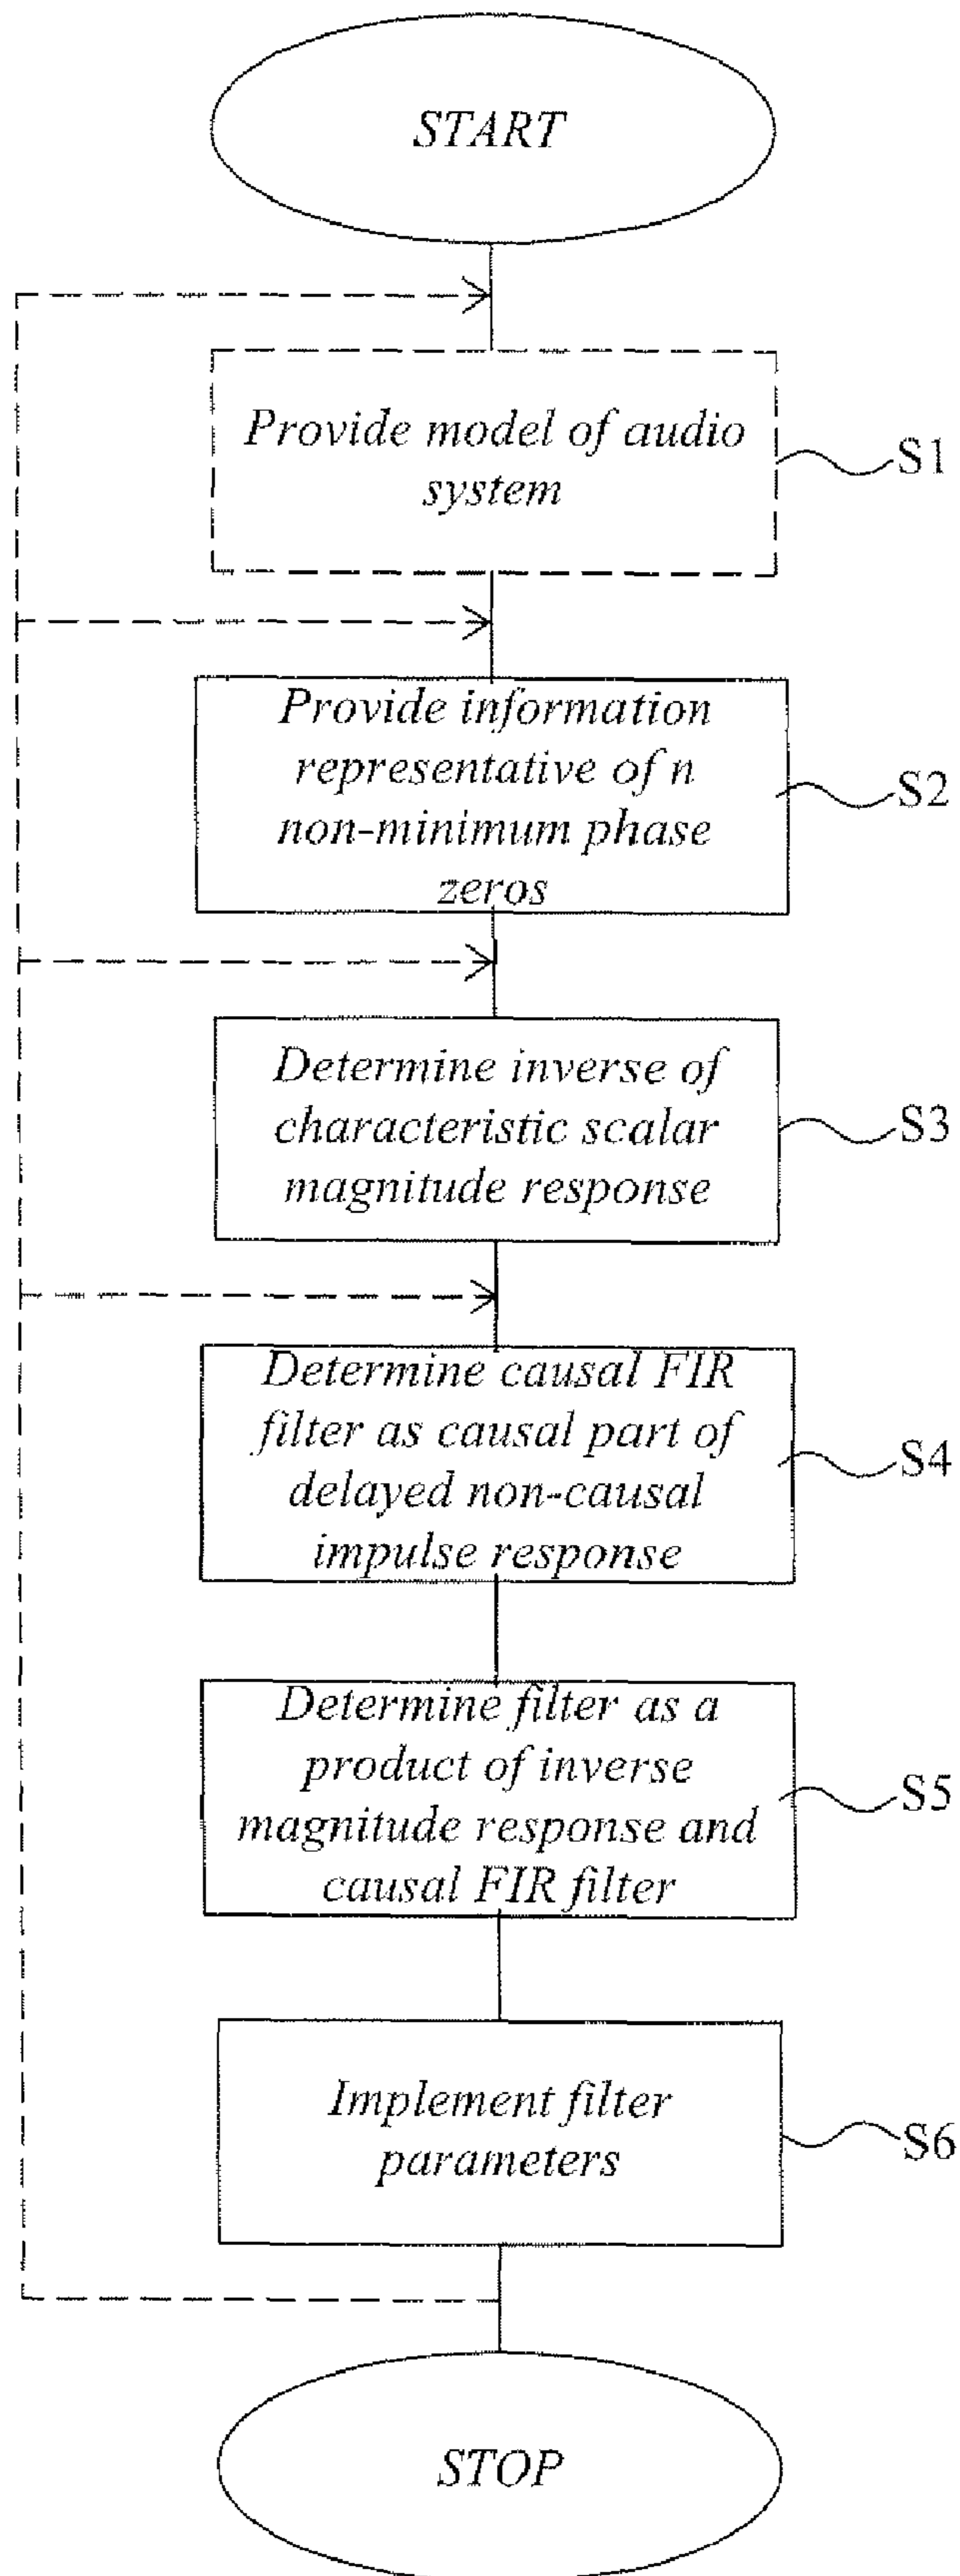 START
Provide model of audio
system
S1
Provide information
representative of n
non-minimum phase
zeros
S2
Determine inverse of
characteristic scalar
magnitude response
S3
Determine causal FIR
filter as causal part of
delayed non-causal
impulse response
S4
Determine filter as a
product of inverse
magnitude response and
causal FIR filter
S5
Implement filter
parameters
S6
STOP